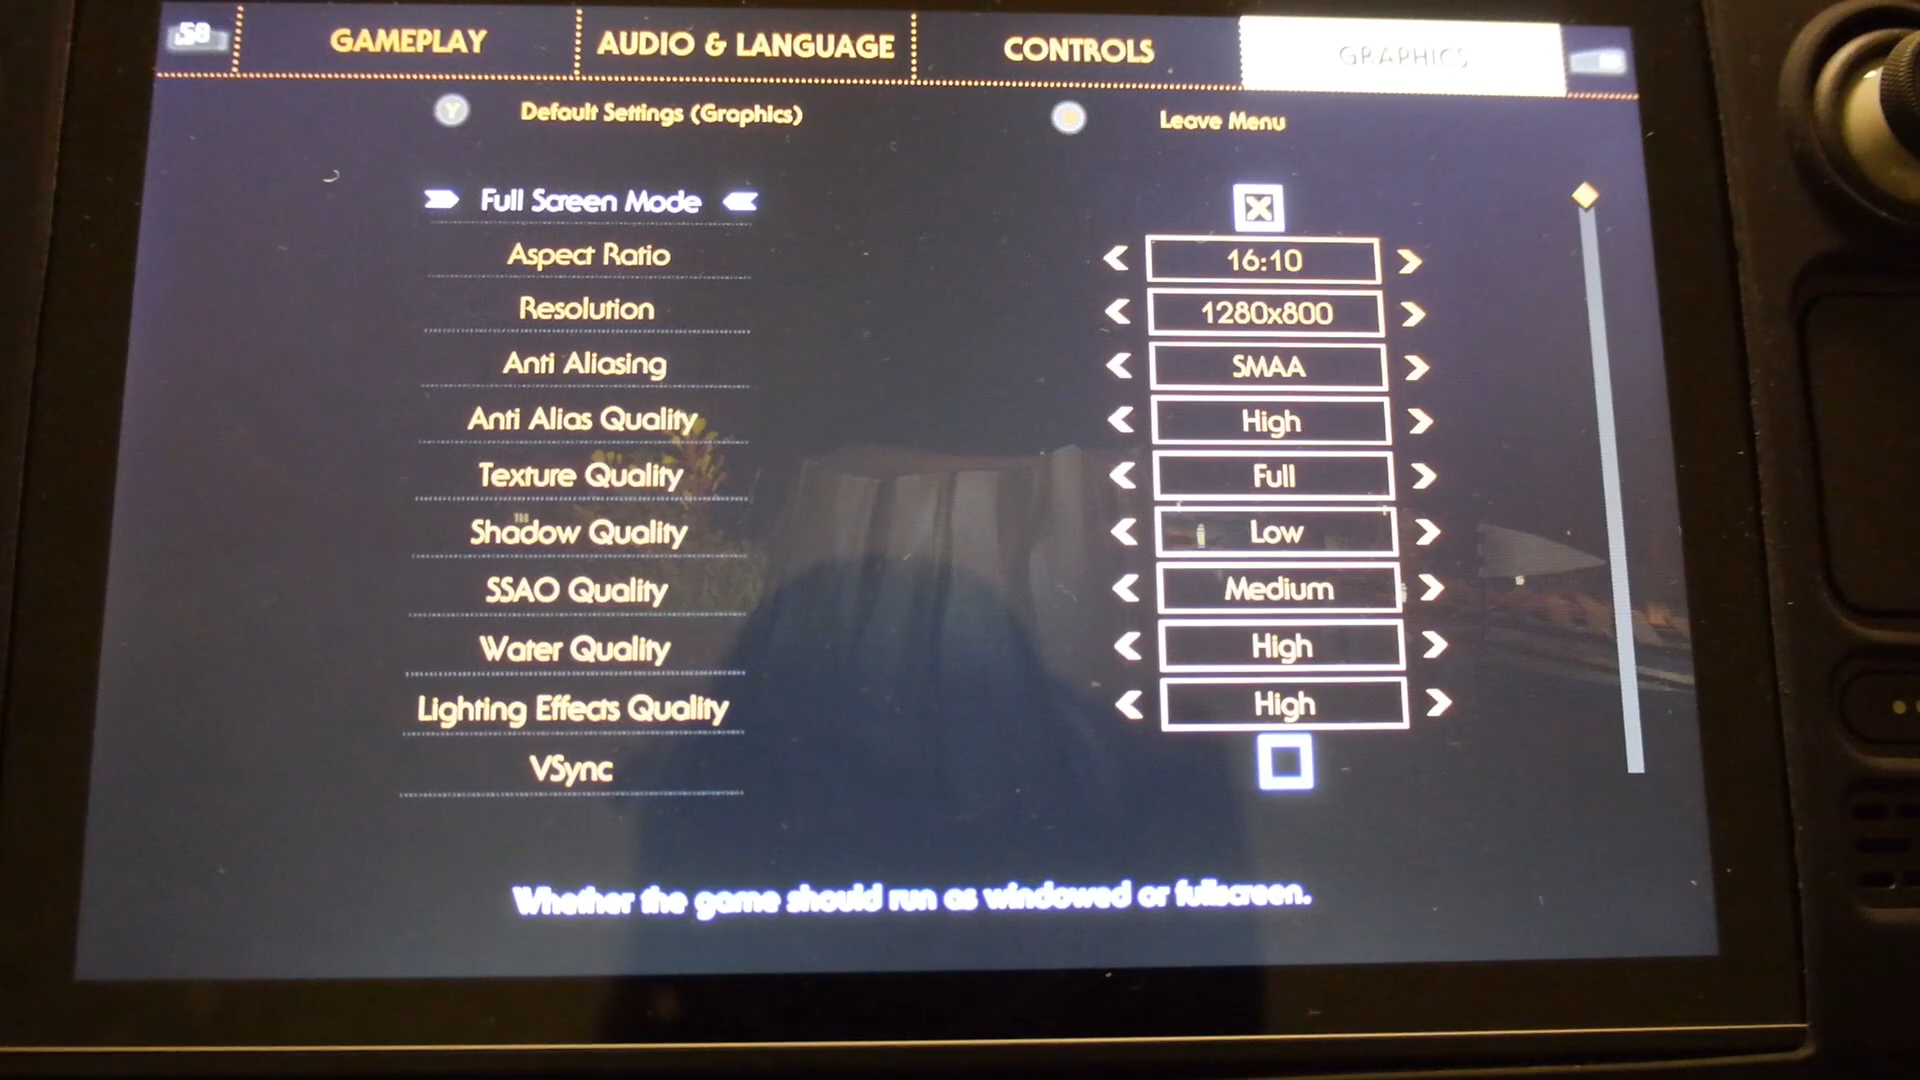 58
GAMEPLAY
AUDIO & LANGUAGE
CONTROLS
GRAPHICS
Y Default Settings (Graphics)
Leave Menu
Full Screen Mode
Aspect Ratio 16:10
Resolution 1280x800
Anti Aliasing SMAA
Anti Alias Quality High
Texture Quality Full
Shadow Quality Low
SSAO Quality Medium
Water Quality High
Lighting Effects Quality High
VSync
Whether the game should run as windowed or fullscreen.